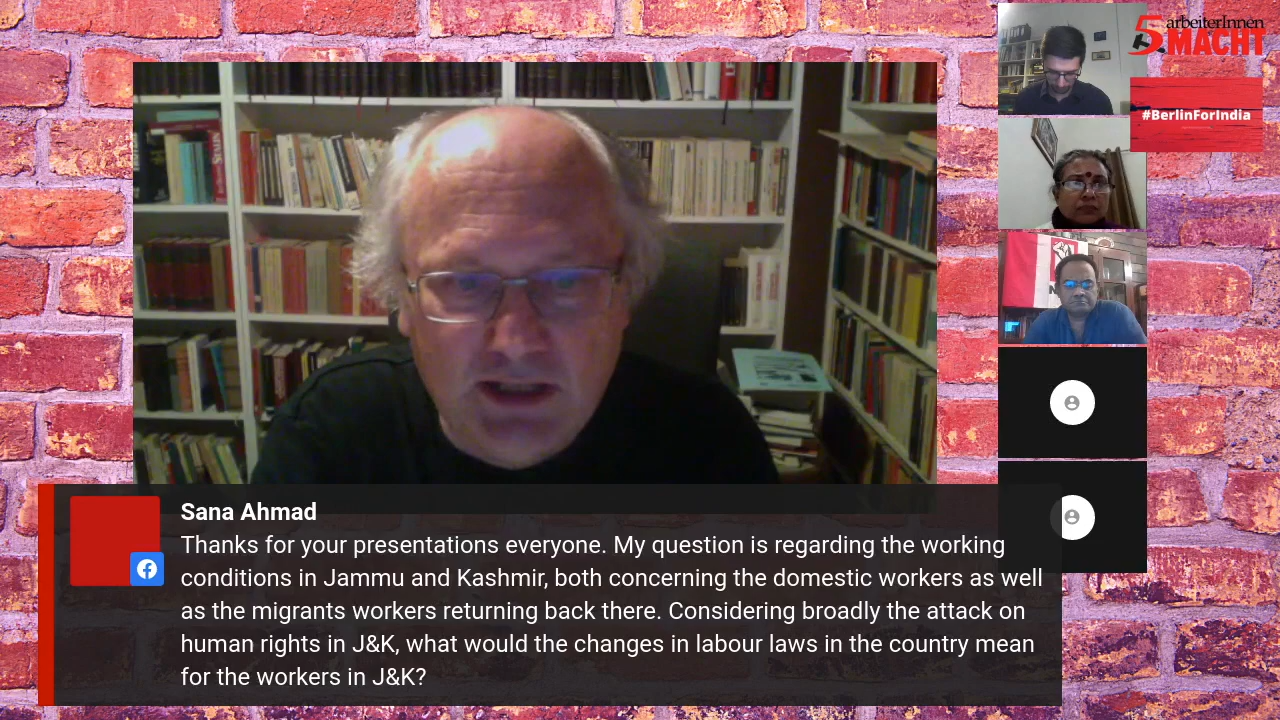 5 arbeiterInnen
MACHT
#BerlinForIndia
Sana Ahmad
Thanks for your presentations everyone. My question is regarding the working
conditions in Jammu and Kashmir, both concerning the domestic workers as well
as the migrants workers returning back there. Considering broadly the attack on
human rights in J&K, what would the changes in labour laws in the country mean
for the workers in J&K?